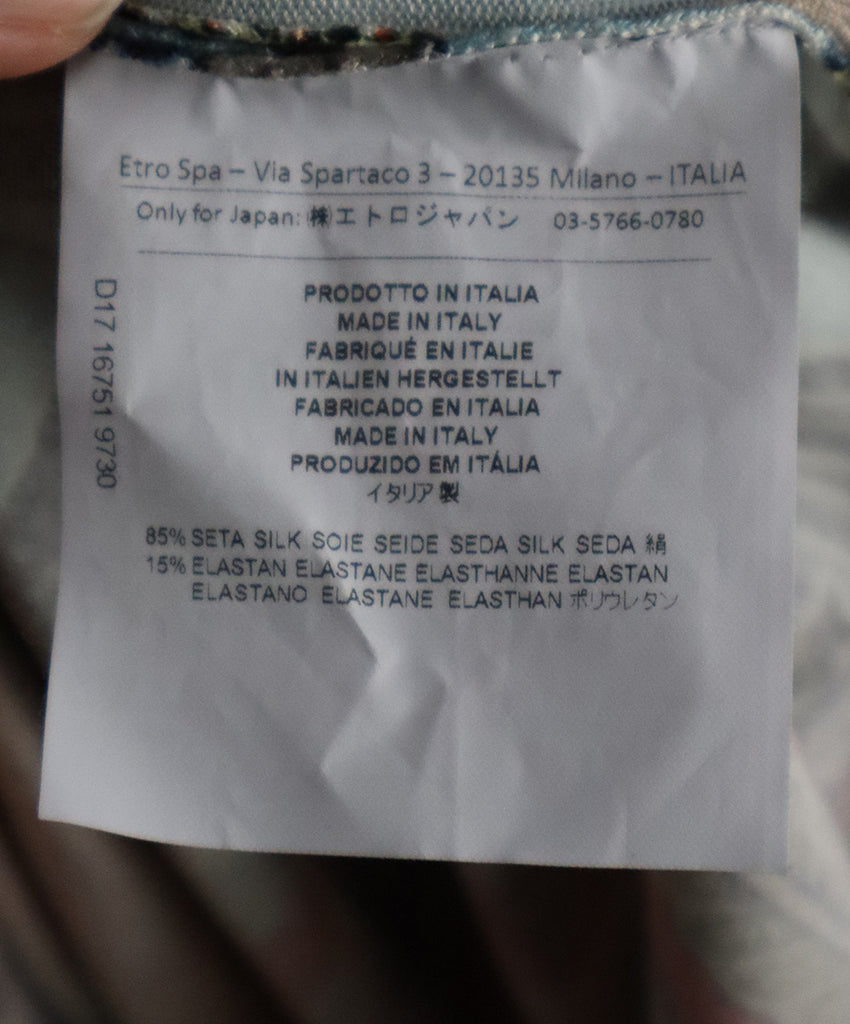 Etro Spa – Via Spartaco 3 – 20135 Milano – ITALIA
Only for Japan: ㈱エトロジャパン 03-5766-0780
D17 16751 9730
PRODOTTO IN ITALIA
MADE IN ITALY
FABRIQUÉ EN ITALIE
IN ITALIEN HERGESTELLT
FABRICADO EN ITALIA
MADE IN ITALY
PRODUZIDO EM ITÁLIA
イタリア製
85% SETA SILK SOIE SEIDE SEDA SILK SEDA 絹
15% ELASTAN ELASTANE ELASTHANNE ELASTAN
ELASTANO ELASTANE ELASTHAN ポリウレタン